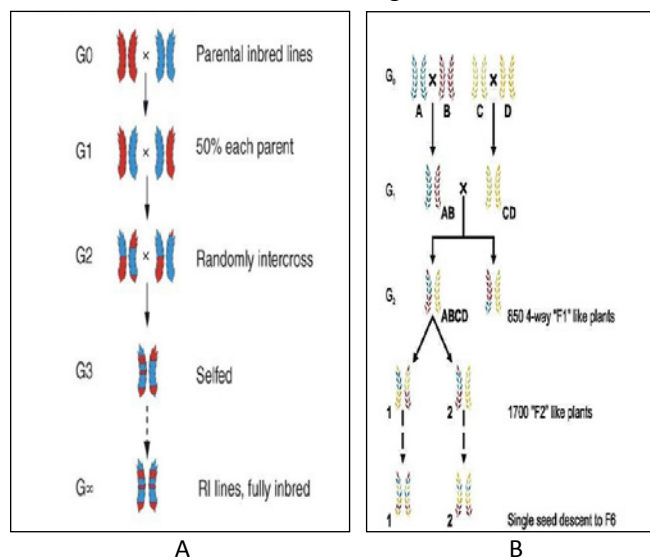 G0 × Parental inbred lines
G1 × 50% each parent
G2 × Randomly intercross
G3 Selfed
G∞ RI lines, fully inbred
A
G₀ × ×
A B C D
G₁ ×
AB CD
G₂
ABCD 850 4-way "F1" like plants
1 2 1700 "F2" like plants
1 2 Single seed descent to F6
B